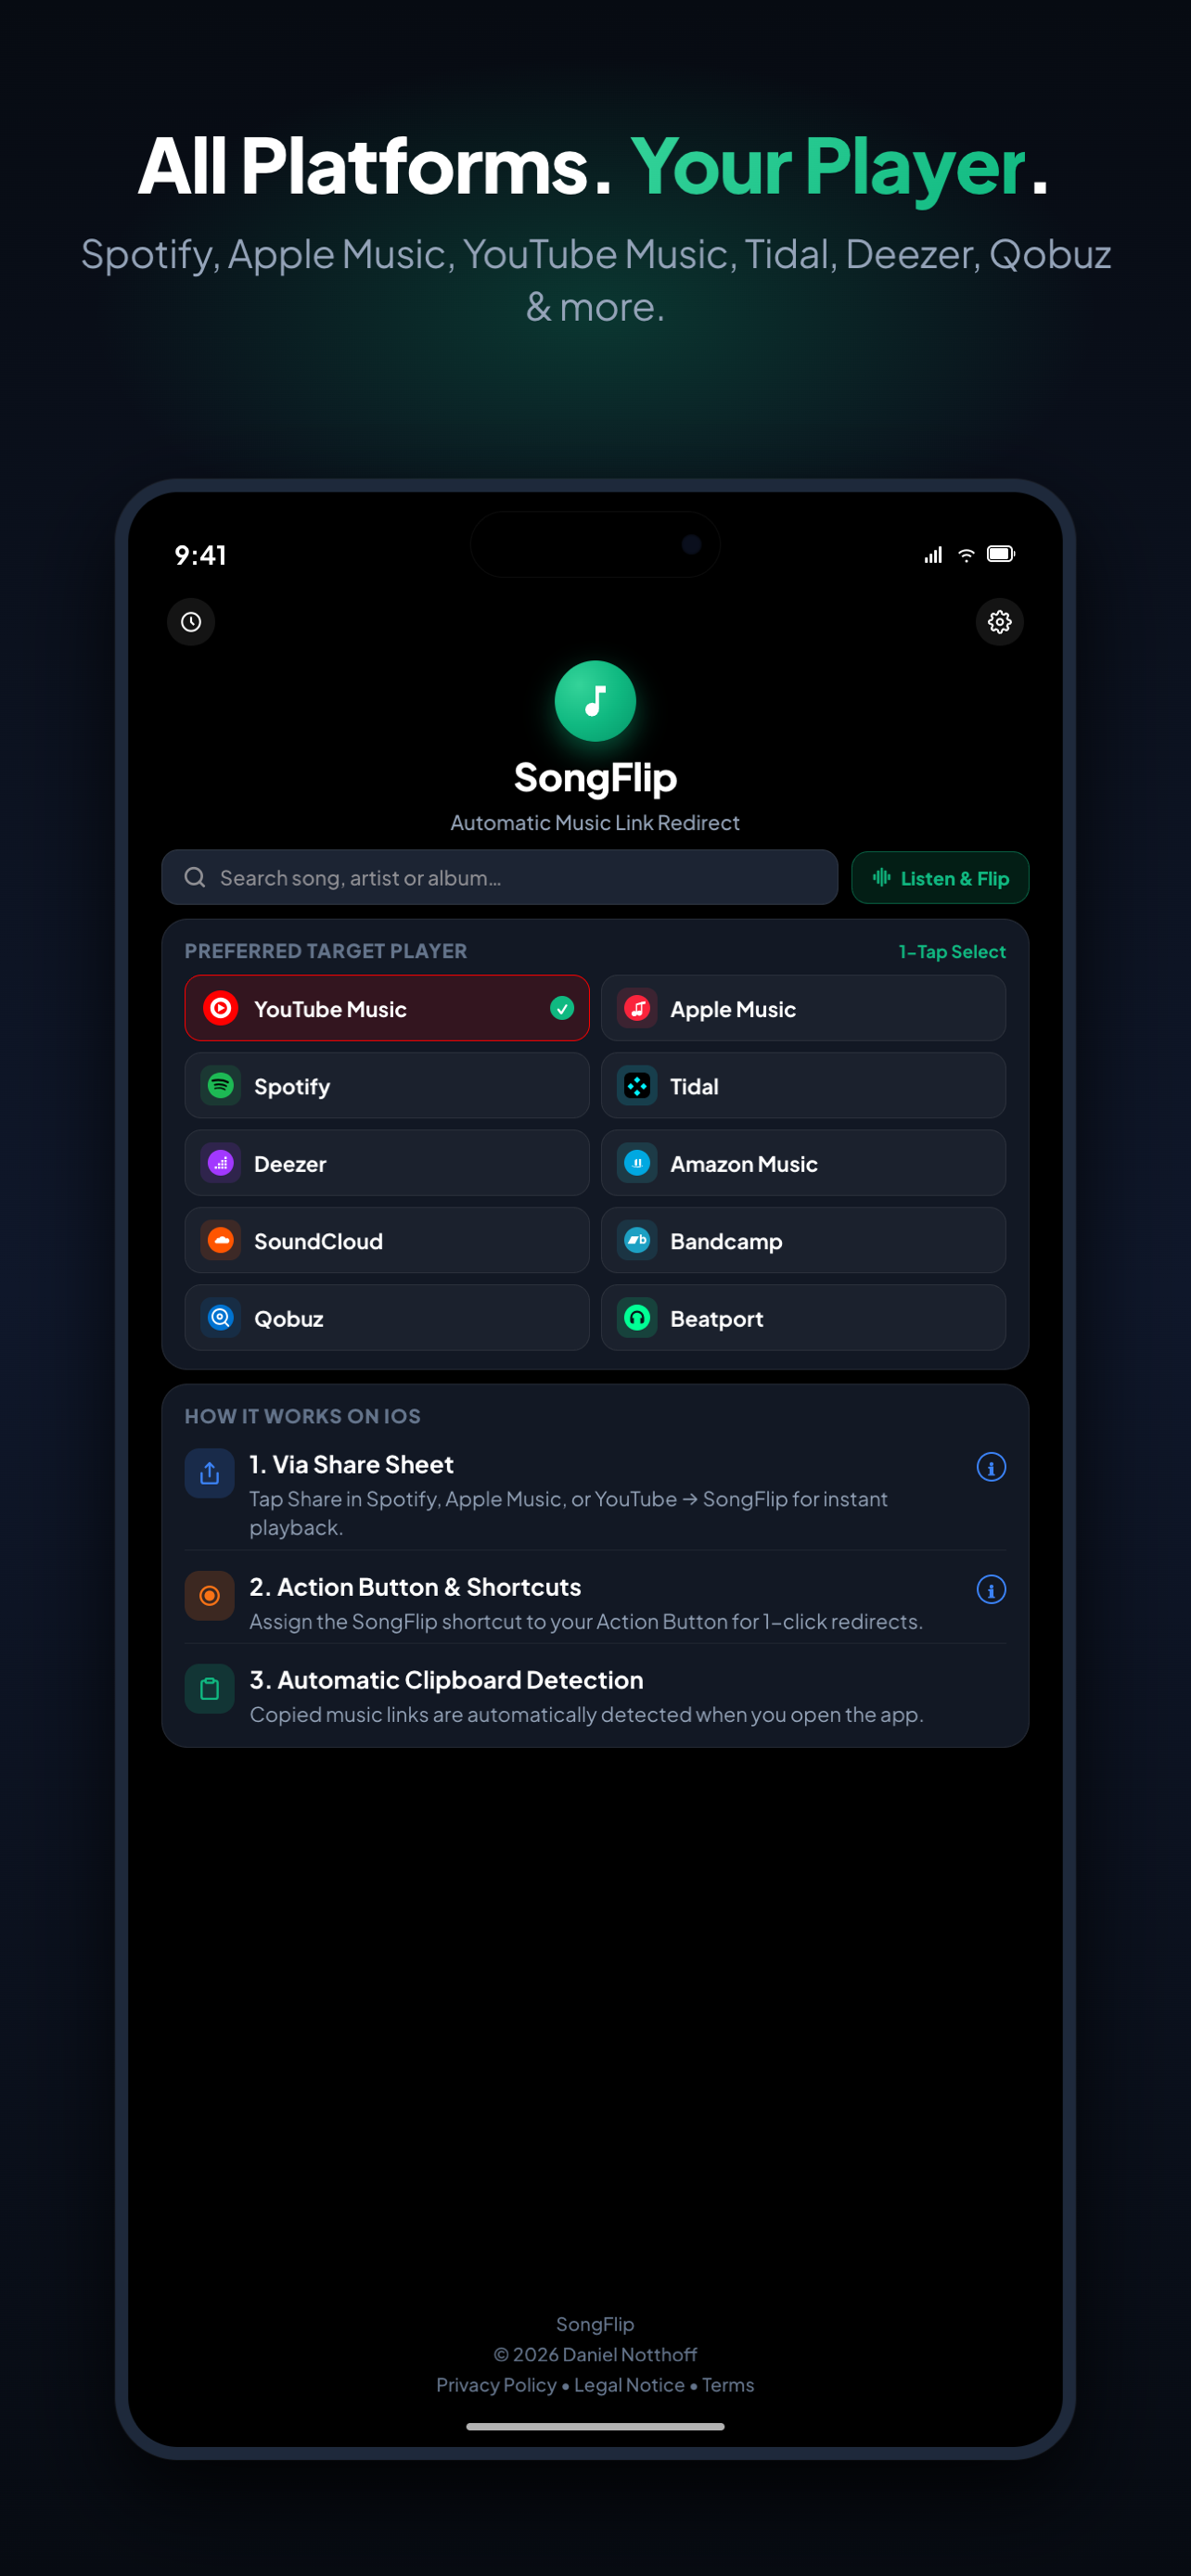 All Platforms. Your Player.
Spotify, Apple Music, YouTube Music, Tidal, Deezer, Qobuz
& more.
9:41
SongFlip
Automatic Music Link Redirect
Search song, artist or album...
Listen & Flip
PREFERRED TARGET PLAYER
1-Tap Select
YouTube Music
Apple Music
Spotify
Tidal
Deezer
Amazon Music
SoundCloud
Bandcamp
Qobuz
Beatport
HOW IT WORKS ON IOS
1. Via Share Sheet
Tap Share in Spotify, Apple Music, or YouTube → SongFlip for instant
playback.
2. Action Button & Shortcuts
Assign the SongFlip shortcut to your Action Button for 1-click redirects.
3. Automatic Clipboard Detection
Copied music links are automatically detected when you open the app.
SongFlip
© 2026 Daniel Notthoff
Privacy Policy • Legal Notice • Terms